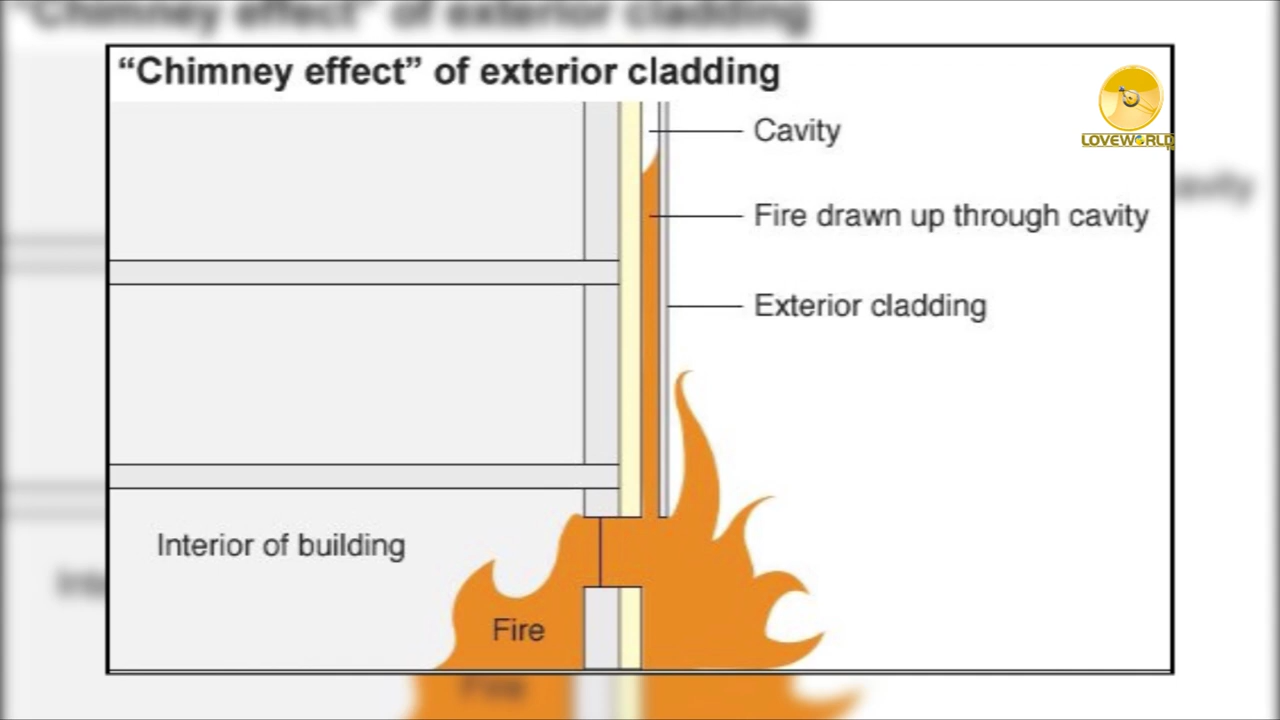 “Chimney effect” of exterior cladding
Cavity
LOVEWORLD
Fire drawn up through cavity
Exterior cladding
Interior of building
Fire